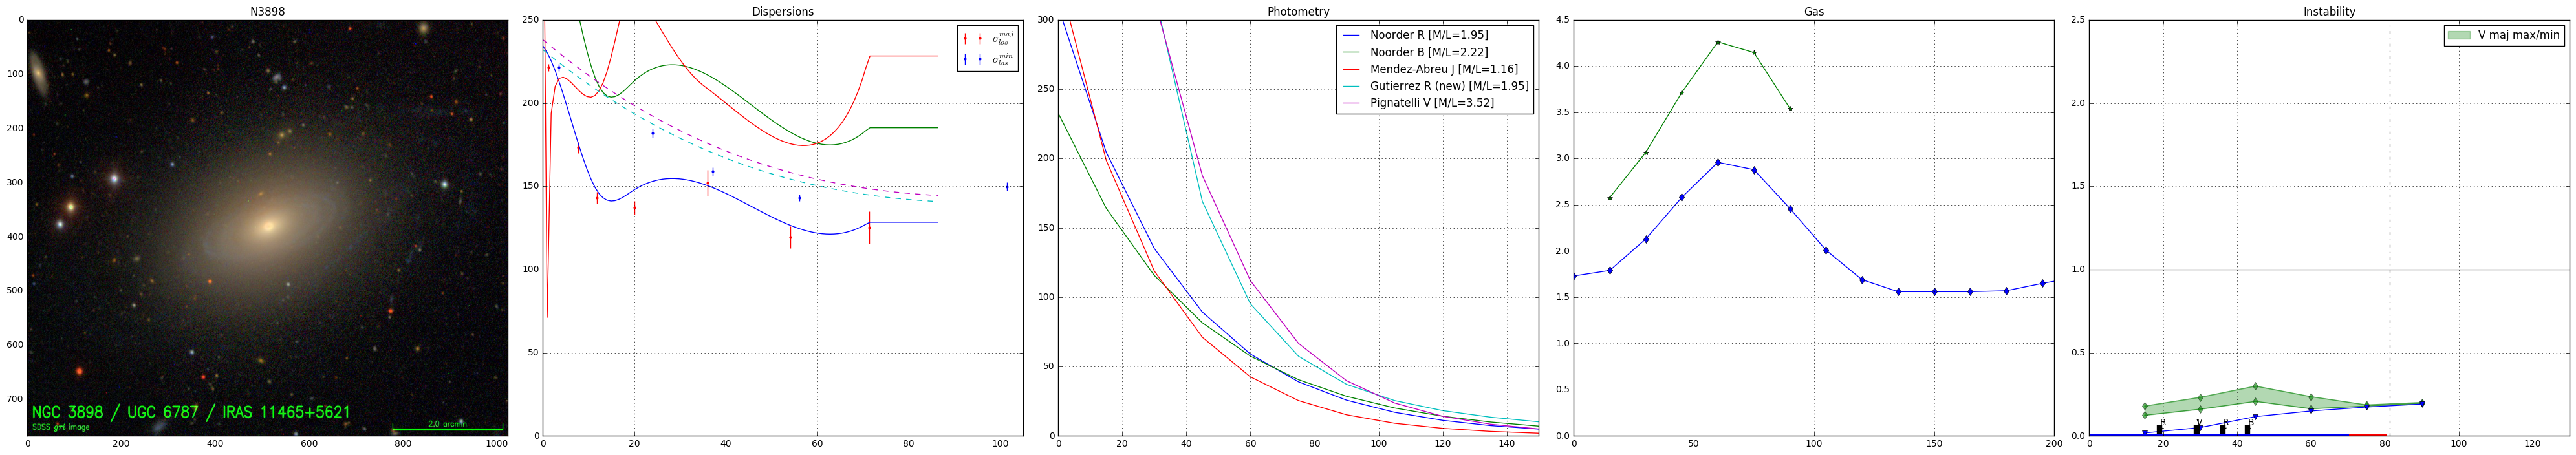 N3898
0
100
200
300
400
500
600
700
NGC 3898 / UGC 6787 / IRAS 11465+5621
SDSS gri image
2.0 arcmin
0 200 400 600 800 1000
Dispersions
σ_los^maj
σ_los^min
250
200
150
100
50
0
0 20 40 60 80 100
Photometry
Noorder R [M/L=1.95]
Noorder B [M/L=2.22]
Mendez-Abreu J [M/L=1.16]
Gutierrez R (new) [M/L=1.95]
Pignatelli V [M/L=3.52]
300
250
200
150
100
50
0
0 20 40 60 80 100 120 140
Gas
4.5
4.0
3.5
3.0
2.5
2.0
1.5
1.0
0.5
0.0
0 50 100 150 200
Instability
V maj max/min
2.5
2.0
1.5
1.0
0.5
0.0
R V R B
0 20 40 60 80 100 120